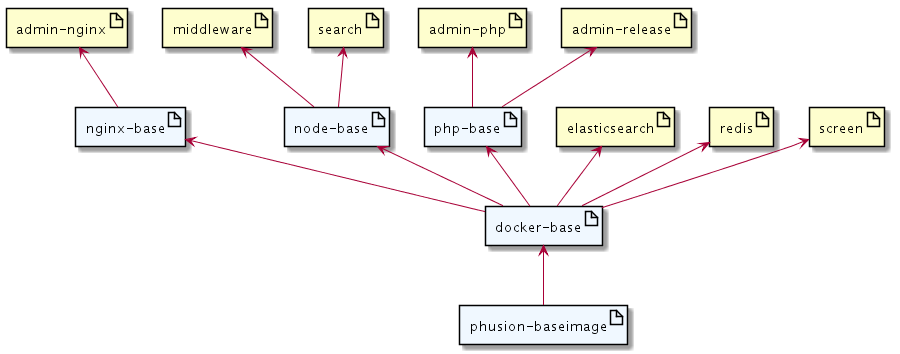 admin-nginx
middleware
search
admin-php
admin-release
nginx-base
node-base
php-base
elasticsearch
redis
screen
docker-base
phusion-baseimage